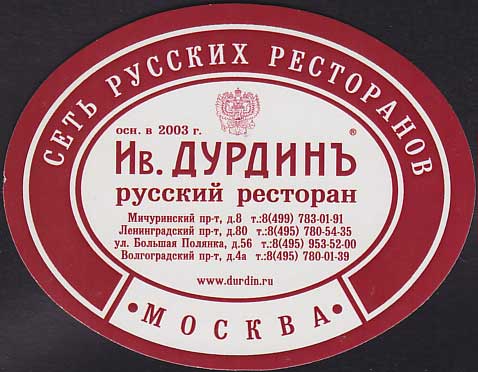 СЕТЬ РУССКИХ РЕСТОРАНОВ
осн. в 2003 г.
®
Ив. ДУРДИНЪ
русский ресторан
Мичуринский пр-т, д.8 т.:8(499) 783-01-91
Ленинградский пр-т, д.80 т.:8(495) 780-54-35
ул. Большая Полянка, д.56 т.:8(495) 953-52-00
Волгоградский пр-т, д.4а т.:8(495) 780-01-39
www.durdin.ru
• МОСКВА •